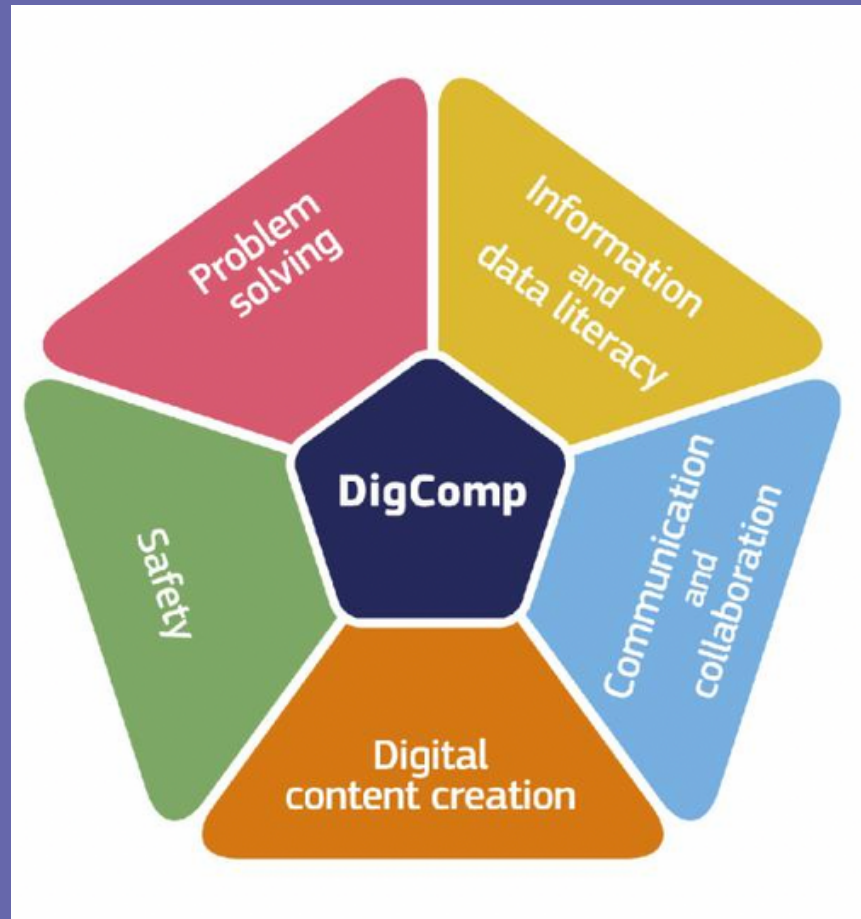 Problem
solving
Information
and
data literacy
DigComp
Communication
and
collaboration
Safety
Digital
content creation